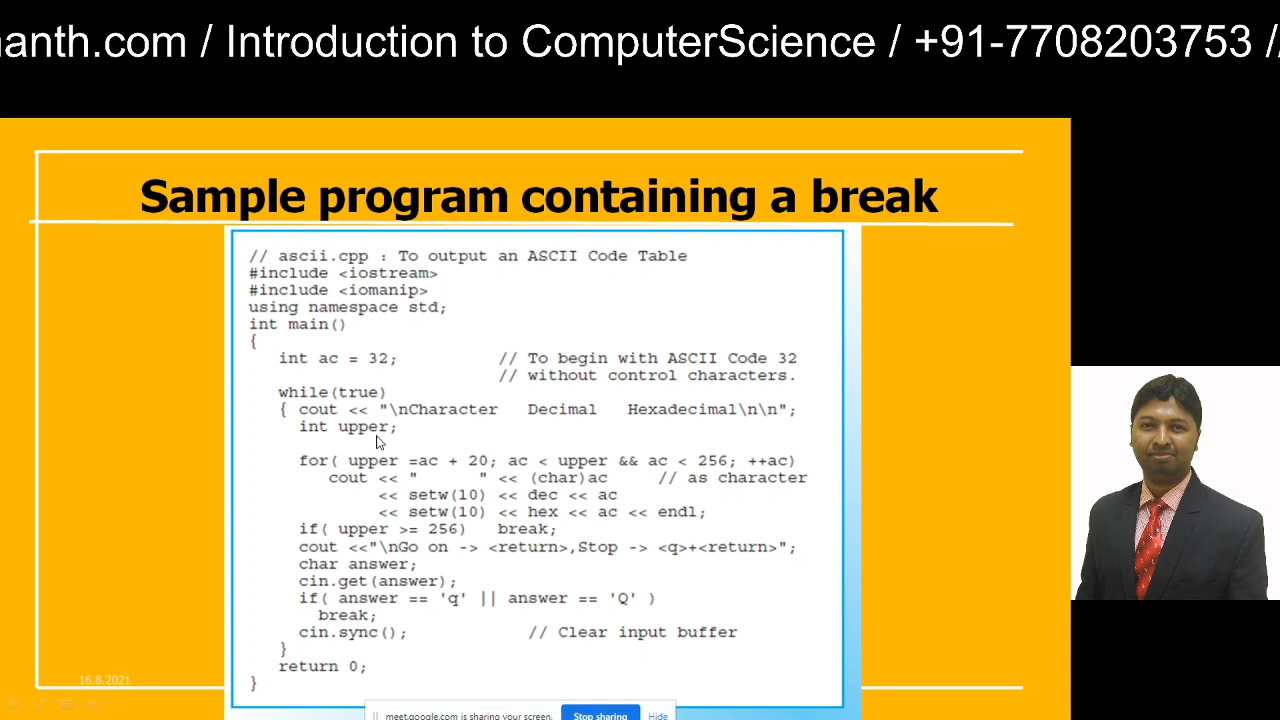 nanth.com / Introduction to ComputerScience / +91-7708203753 //
Sample program containing a break
// ascii.cpp : To output an ASCII Code Table
#include <iostream>
#include <iomanip>
using namespace std;
int main()
{
int ac = 32; // To begin with ASCII Code 32
// without control characters.
while(true)
{ cout << "\nCharacter Decimal Hexadecimal\n\n";
int upper;
for( upper =ac + 20; ac < upper && ac < 256; ++ac)
cout << " " << (char)ac // as character
<< setw(10) << dec << ac
<< setw(10) << hex << ac << endl;
if( upper >= 256) break;
cout <<"\nGo on -> <return>,Stop -> <q>+<return>";
char answer;
cin.get(answer);
if( answer == 'q' || answer == 'Q' )
break;
cin.sync(); // Clear input buffer
}
return 0;
}
16.8.2021
meet.google.com is sharing your screen. Stop sharing Hide